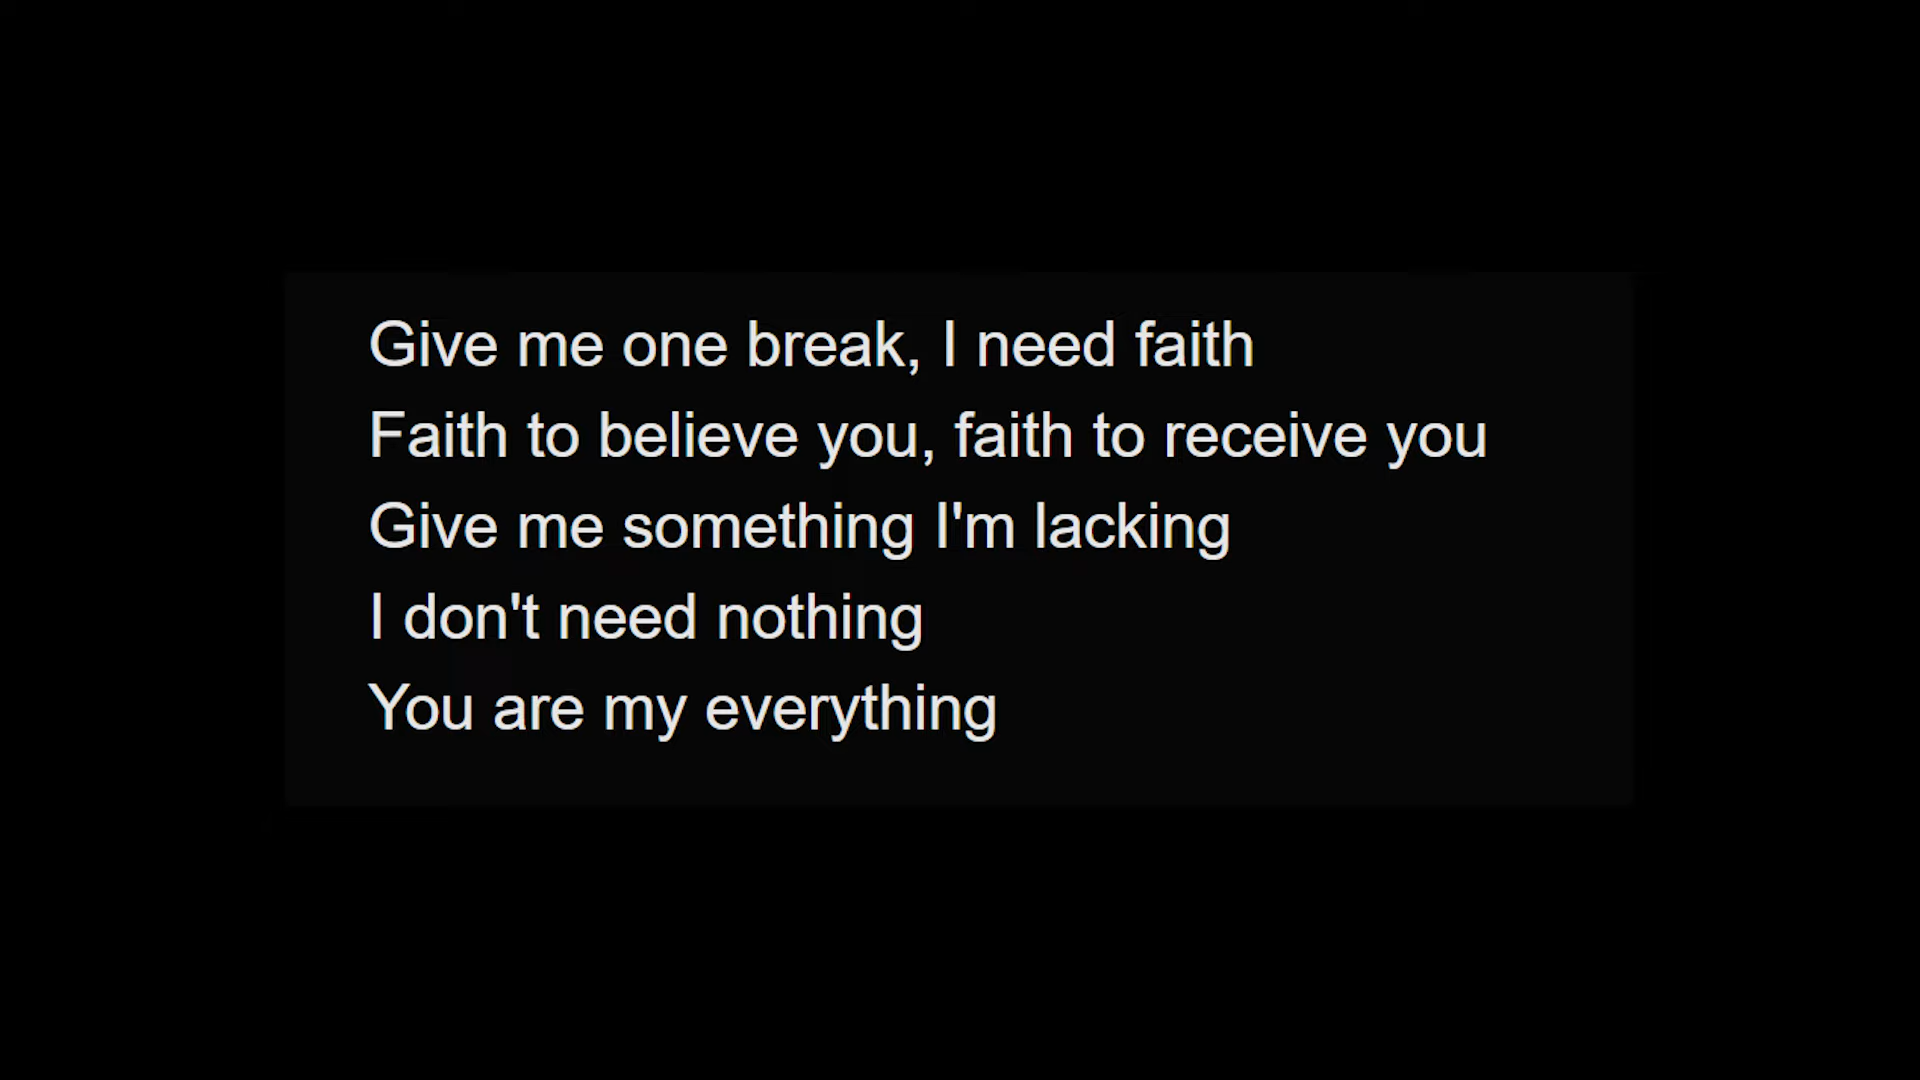 Give me one break, I need faith
Faith to believe you, faith to receive you
Give me something I'm lacking
I don't need nothing
You are my everything